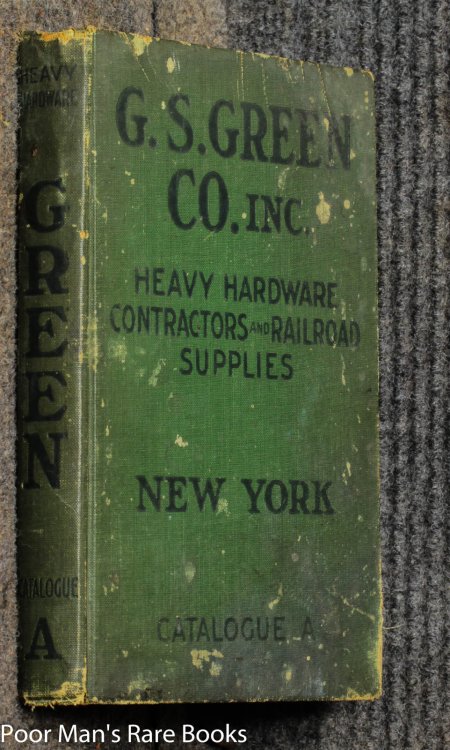 HEAVY
HARDWARE
GREEN
CATALOGUE
A
G. S. GREEN
CO. INC.
HEAVY HARDWARE
CONTRACTORS AND RAILROAD
SUPPLIES
NEW YORK
CATALOGUE A
Poor Man's Rare Books